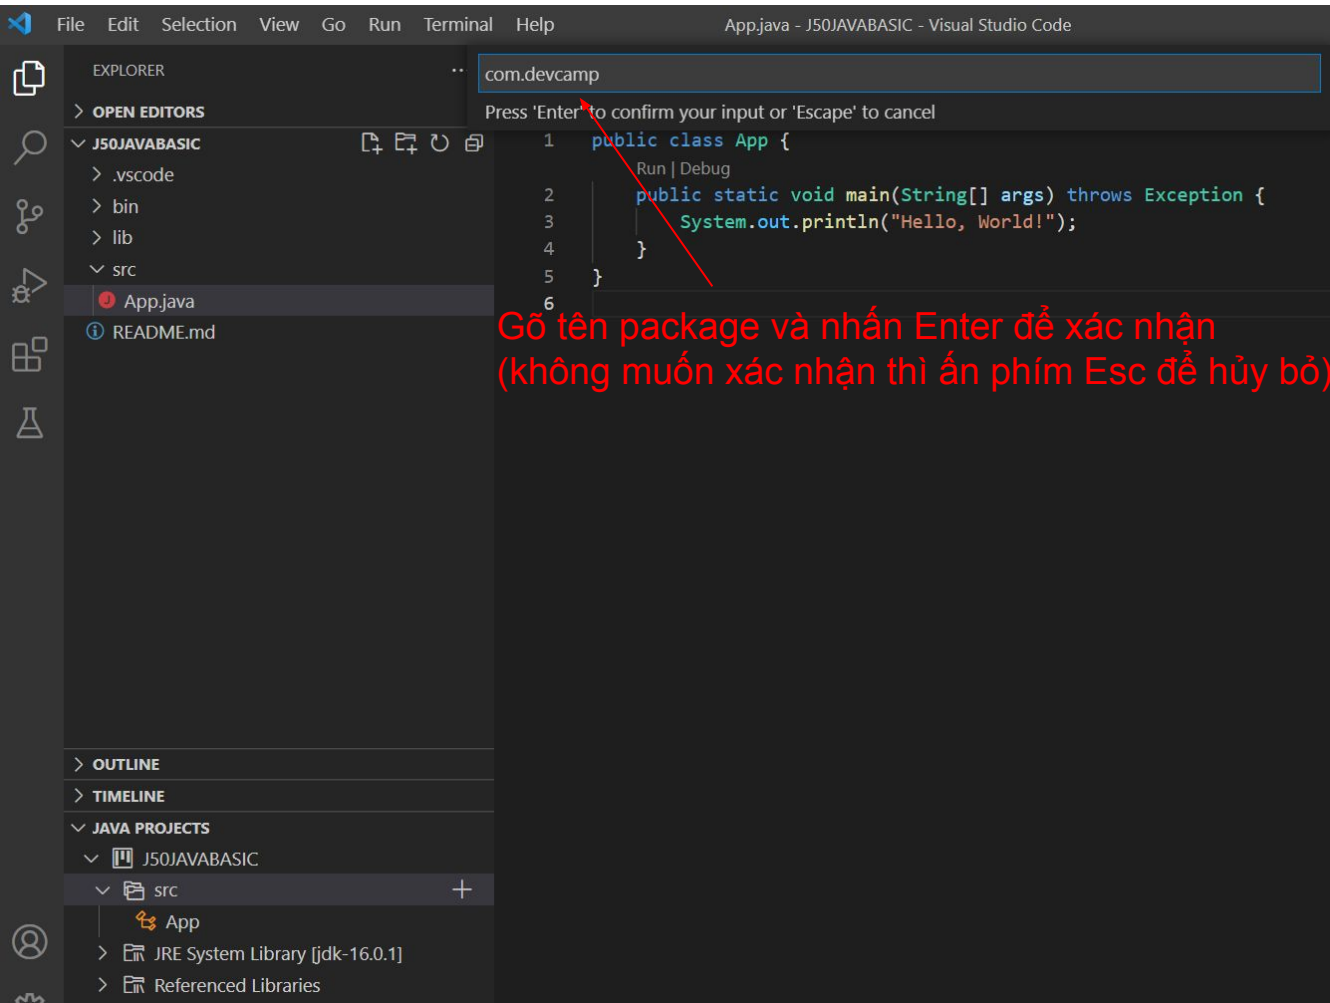 File Edit Selection View Go Run Terminal Help App.java - J50JAVABASIC - Visual Studio Code
EXPLORER
com.devcamp
Press 'Enter' to confirm your input or 'Escape' to cancel
OPEN EDITORS
J50JAVABASIC
.vscode
bin
lib
src
App.java
README.md
1 public class App {
Run | Debug
2 public static void main(String[] args) throws Exception {
3 System.out.println("Hello, World!");
4 }
5 }
6
Gõ tên package và nhấn Enter để xác nhận
(không muốn xác nhận thì ấn phím Esc để hủy bỏ)
OUTLINE
TIMELINE
JAVA PROJECTS
J50JAVABASIC
src
App
JRE System Library [jdk-16.0.1]
Referenced Libraries